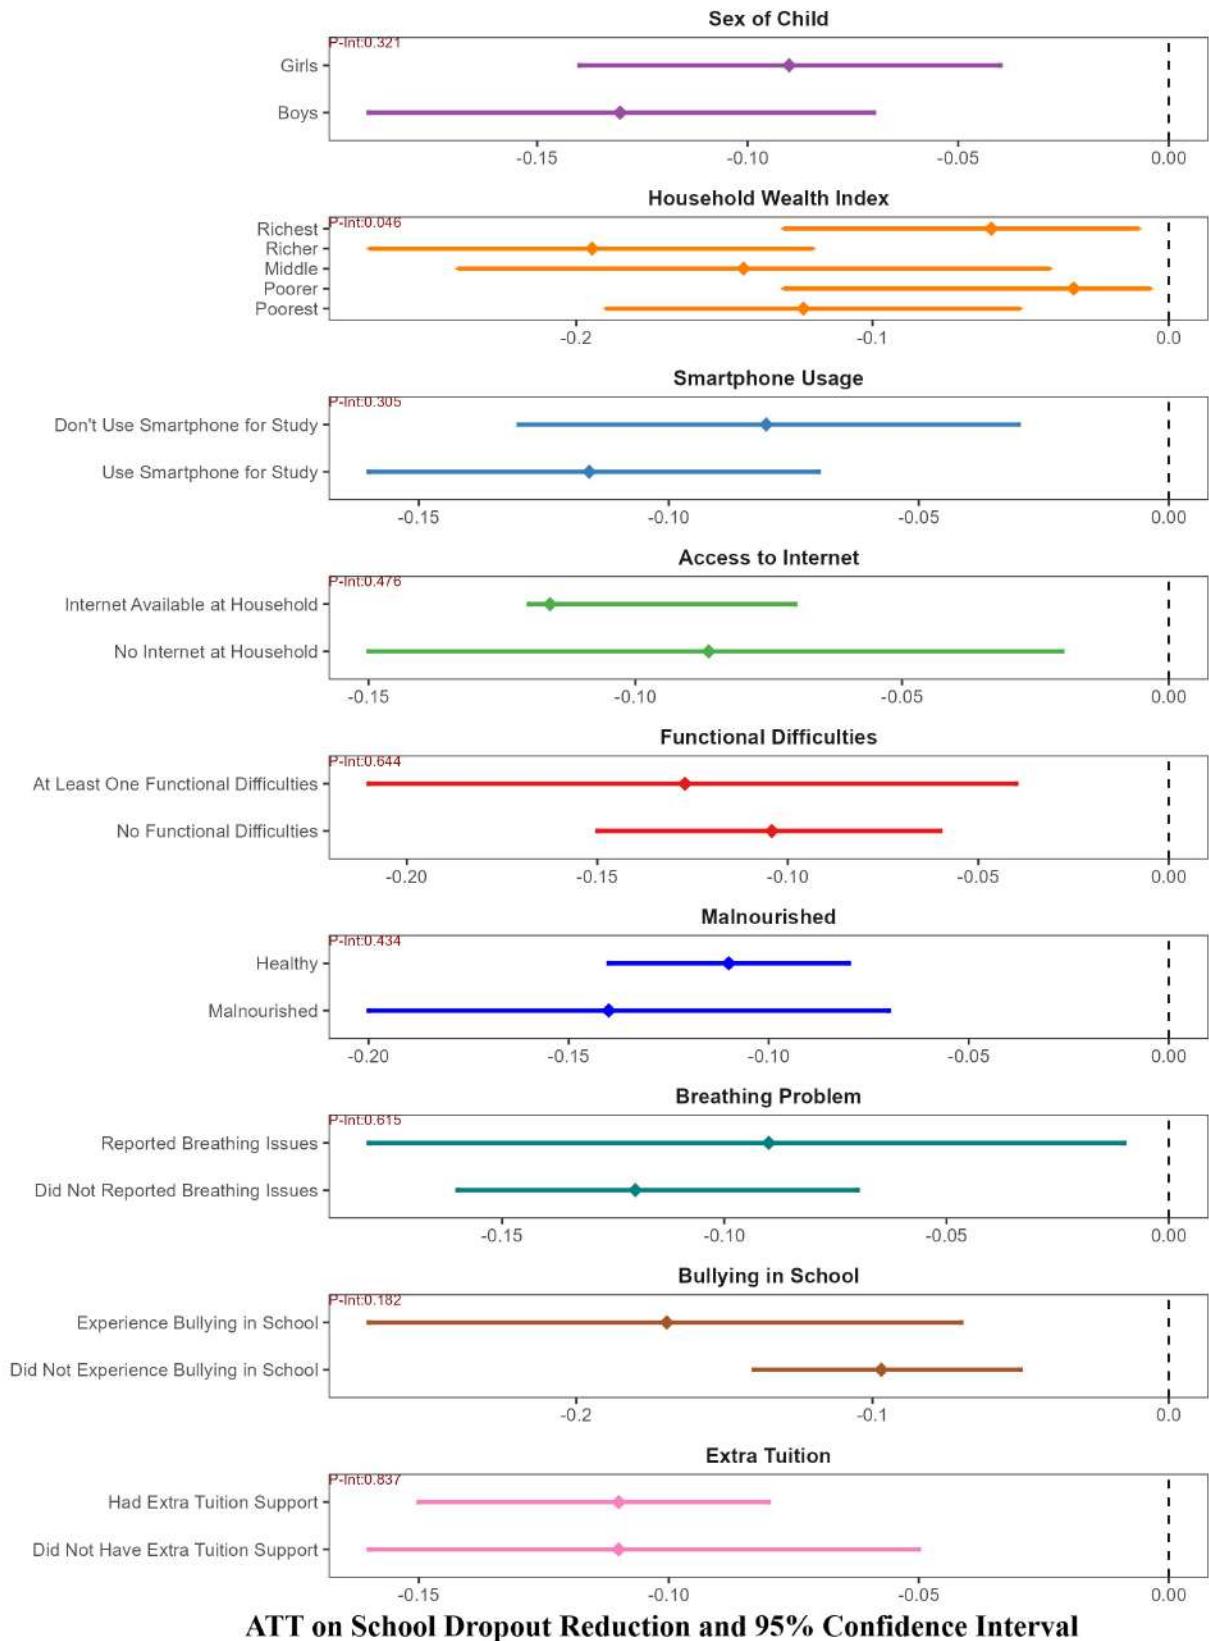 Sex of Child
P-Int:0.321
Girls
Boys
-0.15 -0.10 -0.05 0.00
Household Wealth Index
P-Int:0.046
Richest
Richer
Middle
Poorer
Poorest
-0.2 -0.1 0.0
Smartphone Usage
P-Int:0.305
Don't Use Smartphone for Study
Use Smartphone for Study
-0.15 -0.10 -0.05 0.00
Access to Internet
P-Int:0.476
Internet Available at Household
No Internet at Household
-0.15 -0.10 -0.05 0.00
Functional Difficulties
P-Int:0.644
At Least One Functional Difficulties
No Functional Difficulties
-0.20 -0.15 -0.10 -0.05 0.00
Malnourished
P-Int:0.434
Healthy
Malnourished
-0.20 -0.15 -0.10 -0.05 0.00
Breathing Problem
P-Int:0.615
Reported Breathing Issues
Did Not Reported Breathing Issues
-0.15 -0.10 -0.05 0.00
Bullying in School
P-Int:0.182
Experience Bullying in School
Did Not Experience Bullying in School
-0.2 -0.1 0.0
Extra Tuition
P-Int:0.837
Had Extra Tuition Support
Did Not Have Extra Tuition Support
-0.15 -0.10 -0.05 0.00
ATT on School Dropout Reduction and 95% Confidence Interval